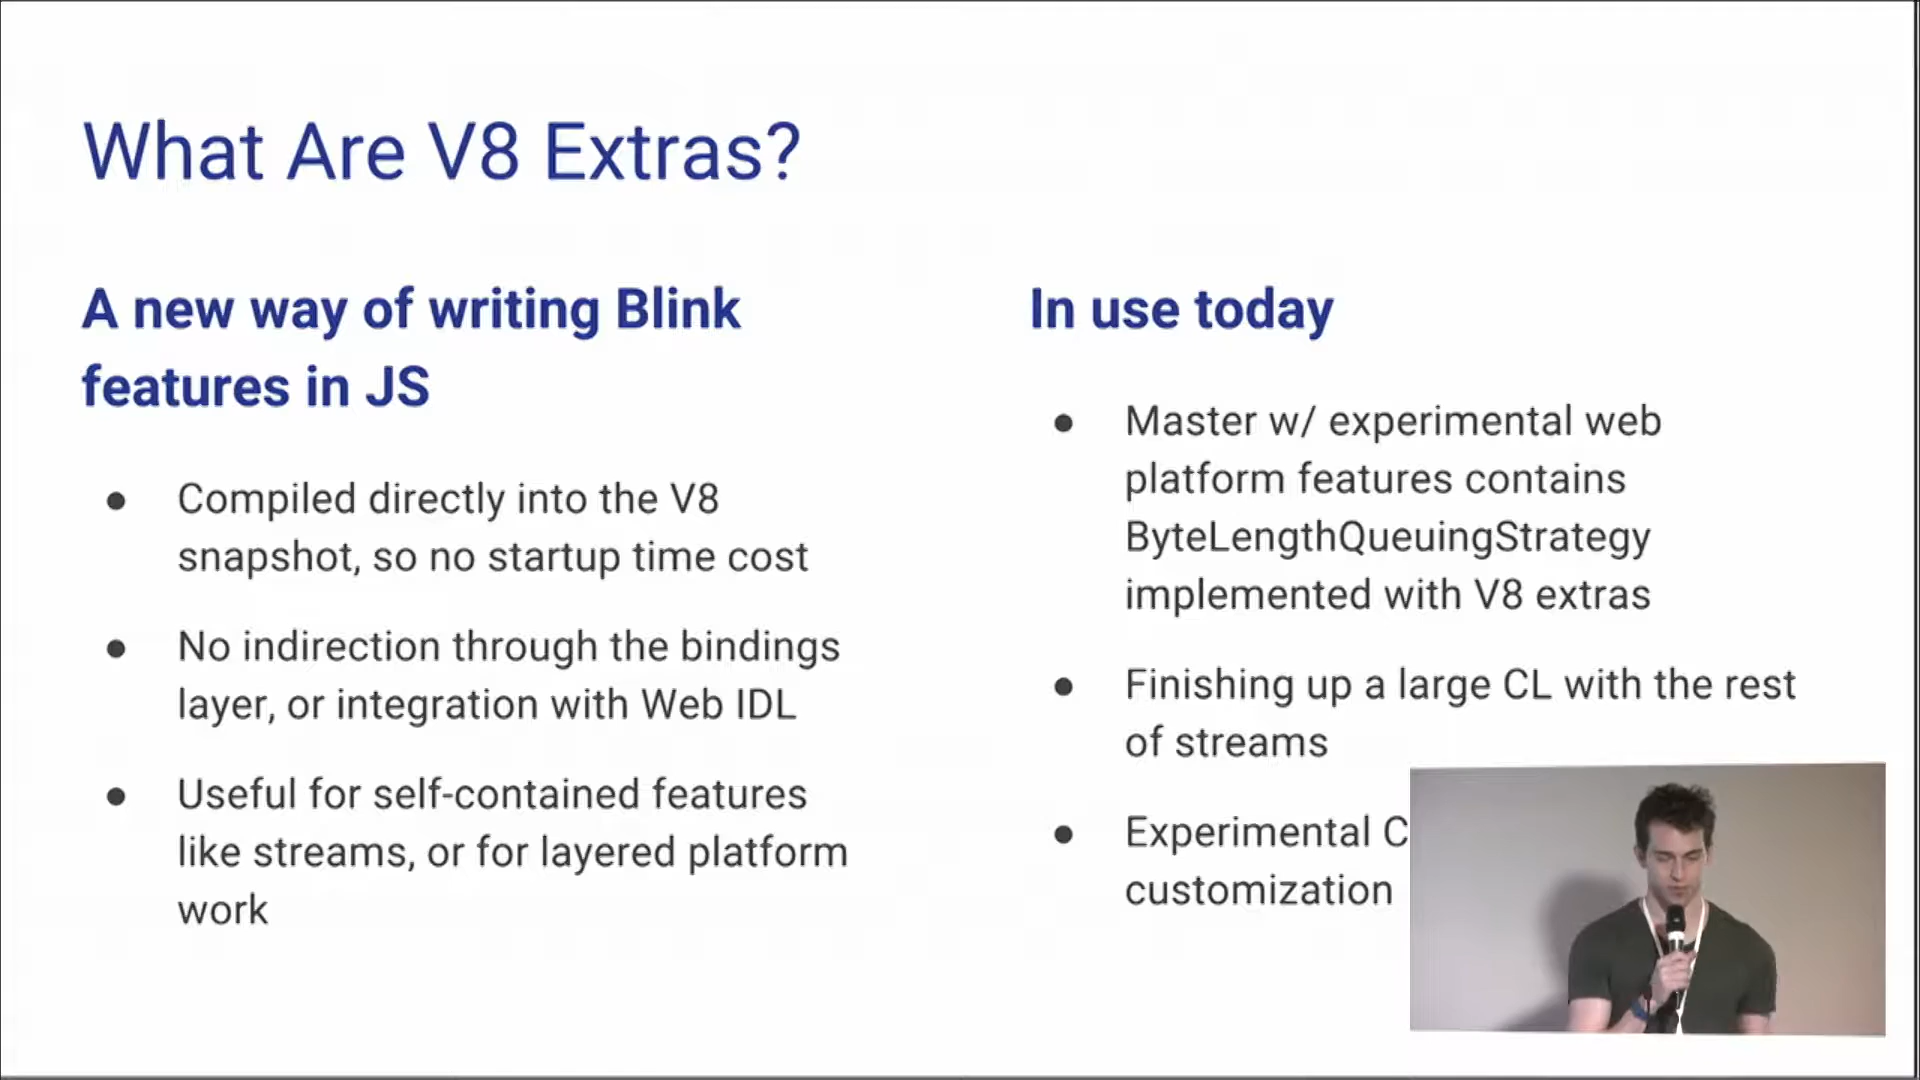 What Are V8 Extras?
A new way of writing Blink
features in JS
● Compiled directly into the V8
snapshot, so no startup time cost
● No indirection through the bindings
layer, or integration with Web IDL
● Useful for self-contained features
like streams, or for layered platform
work
In use today
● Master w/ experimental web
platform features contains
ByteLengthQueuingStrategy
implemented with V8 extras
● Finishing up a large CL with the rest
of streams
● Experimental C
customization